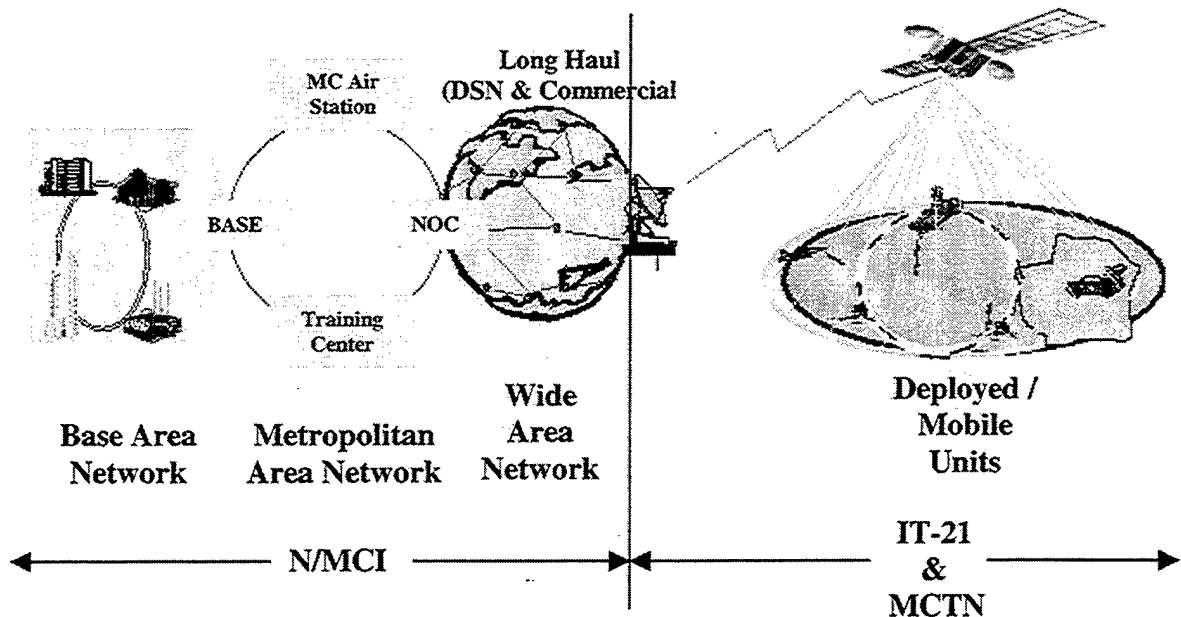 Long Haul
(DSN & Commercial
MC Air
Station
BASE
NOC
Training
Center
Base Area
Network
Metropolitan
Area Network
Wide
Area
Network
Deployed /
Mobile
Units
N/MCI
IT-21
&
MCTN